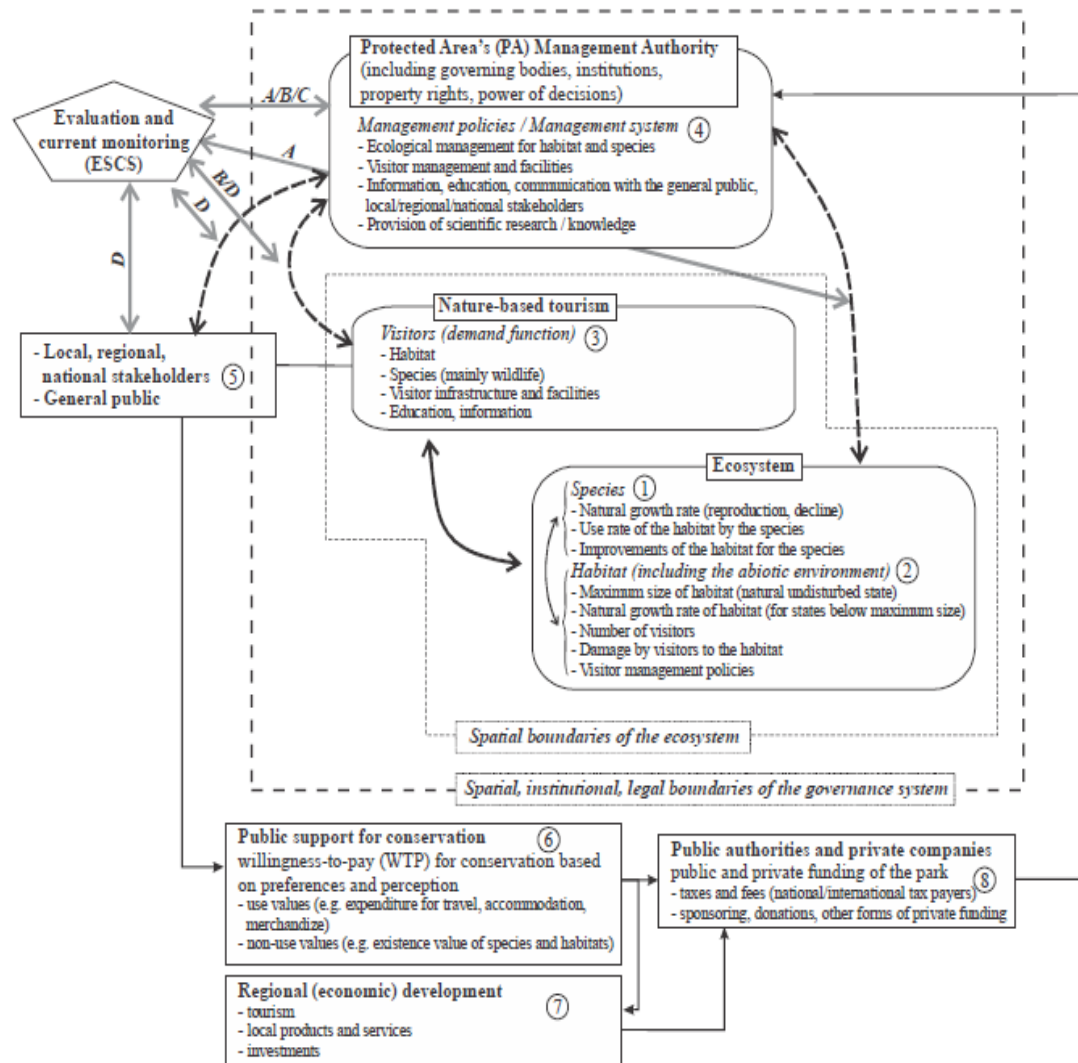 Protected Area's (PA) Management Authority
(including governing bodies, institutions,
property rights, power of decisions)
A/B/C
Evaluation and
current monitoring
(ESCS)
Management policies / Management system ④
- Ecological management for habitat and species
- Visitor management and facilities
- Information, education, communication with the general public,
local/regional/national stakeholders
- Provision of scientific research / knowledge
A
B/D
D
D
Nature-based tourism
Visitors (demand function) ③
- Habitat
- Species (mainly wildlife)
- Visitor infrastructure and facilities
- Education, information
- Local, regional,
national stakeholders ⑤
- General public
Ecosystem
Species ①
- Natural growth rate (reproduction, decline)
- Use rate of the habitat by the species
- Improvements of the habitat for the species
Habitat (including the abiotic environment) ②
- Maximum size of habitat (natural undisturbed state)
- Natural growth rate of habitat (for states below maximum size)
- Number of visitors
- Damage by visitors to the habitat
- Visitor management policies
Spatial boundaries of the ecosystem
Spatial, institutional, legal boundaries of the governance system
Public support for conservation ⑥
willingness-to-pay (WTP) for conservation based
on preferences and perception
- use values (e.g. expenditure for travel, accommodation,
merchandize)
- non-use values (e.g. existence value of species and habitats)
Public authorities and private companies
public and private funding of the park ⑧
- taxes and fees (national/international tax payers)
- sponsoring, donations, other forms of private funding
Regional (economic) development ⑦
- tourism
- local products and services
- investments